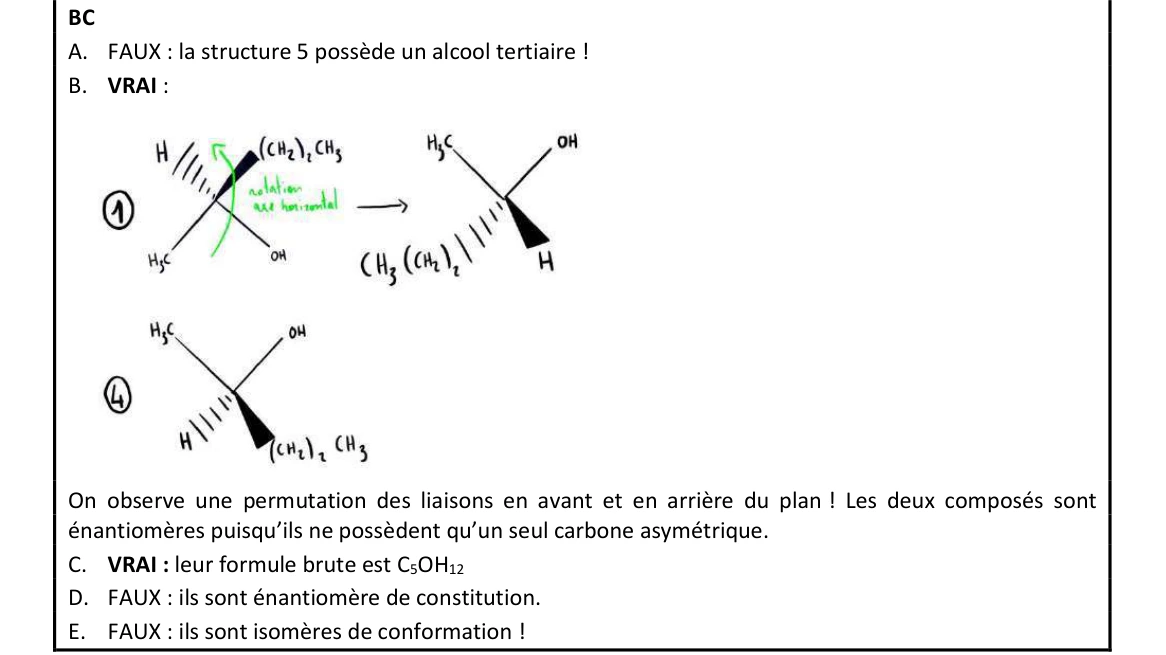 BC
A. FAUX : la structure 5 possède un alcool tertiaire !
B. VRAI :
H (CH₂)₂ CH₃
① rotation axe horizontal
H₃C OH
H₃C OH
CH₃ (CH₂)₂ H
④
H₃C OH
H (CH₂)₂ CH₃
On observe une permutation des liaisons en avant et en arrière du plan ! Les deux composés sont
énantiomères puisqu’ils ne possèdent qu’un seul carbone asymétrique.
C. VRAI : leur formule brute est C₅OH₁₂
D. FAUX : ils sont énantiomère de constitution.
E. FAUX : ils sont isomères de conformation !